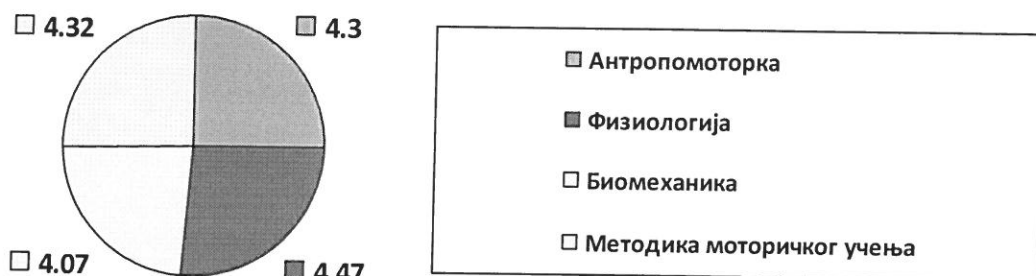 4.32
4.3
4.07
4.47
Антропомоторка
Физиологија
Биомеханика
Методика моторичког учења